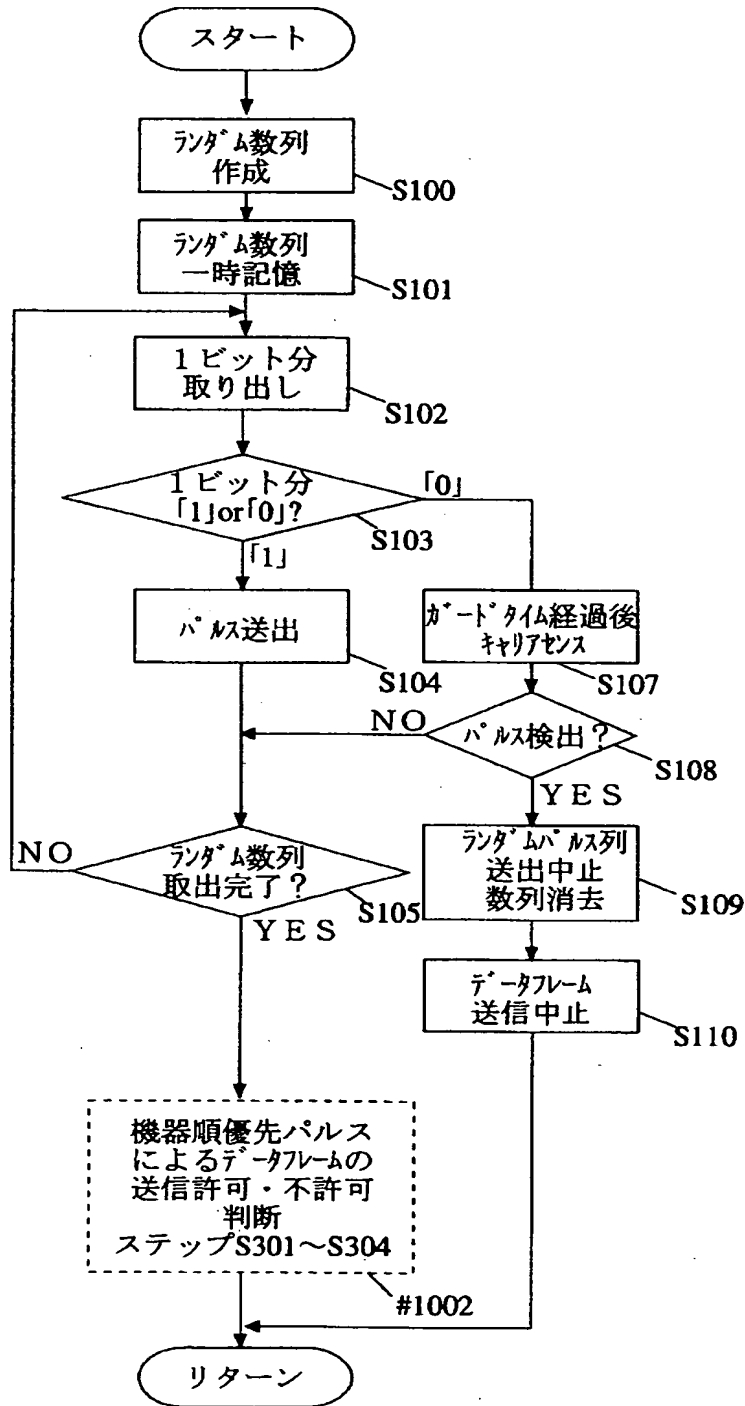 スタート
ランダム数列
作成
S100
ランダム数列
一時記憶
S101
1ビット分
取り出し
S102
1ビット分
「1」or「0」?
「0」
S103
「1」
パルス送出
S104
ガードタイム経過後
キャリアセンス
S107
NO
パルス検出?
S108
YES
NO
ランダム数列
取出完了?
S105
YES
ランダムパルス列
送出中止
数列消去
S109
データフレーム
送信中止
S110
機器順優先パルス
によるデータフレームの
送信許可・不許可
判断
ステップS301～S304
#1002
リターン